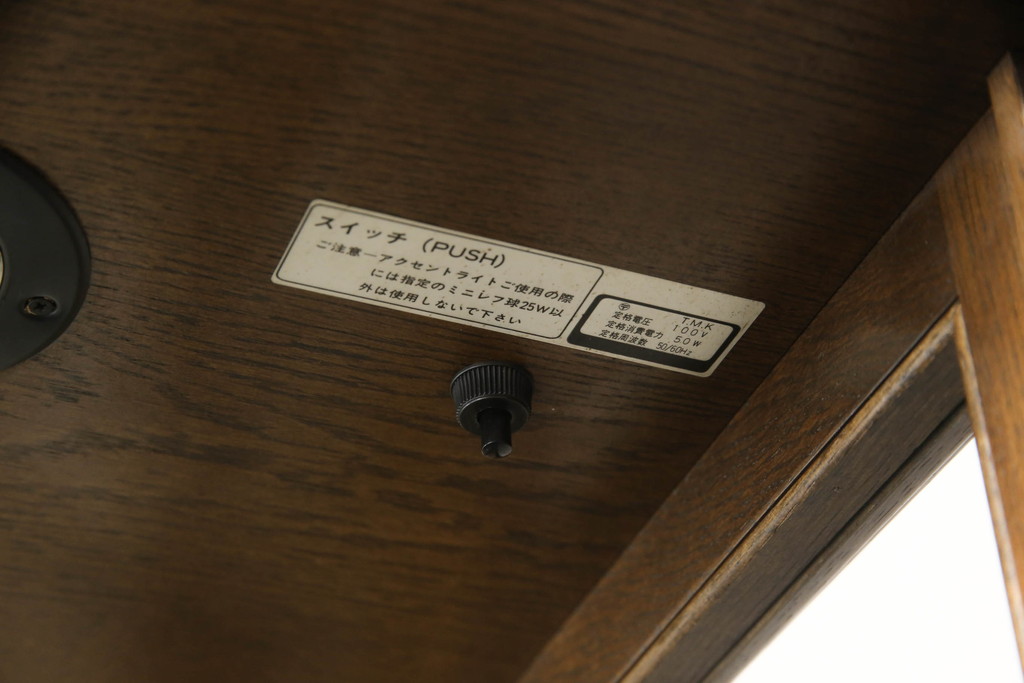 スイッチ (PUSH)
ご注意―アクセントライトご使用の際
には指定のミニレフ球25W以
外は使用しないで下さい
〒 T.M.K
定格電圧 100V
定格消費電力 50W
定格周波数 50/60Hz